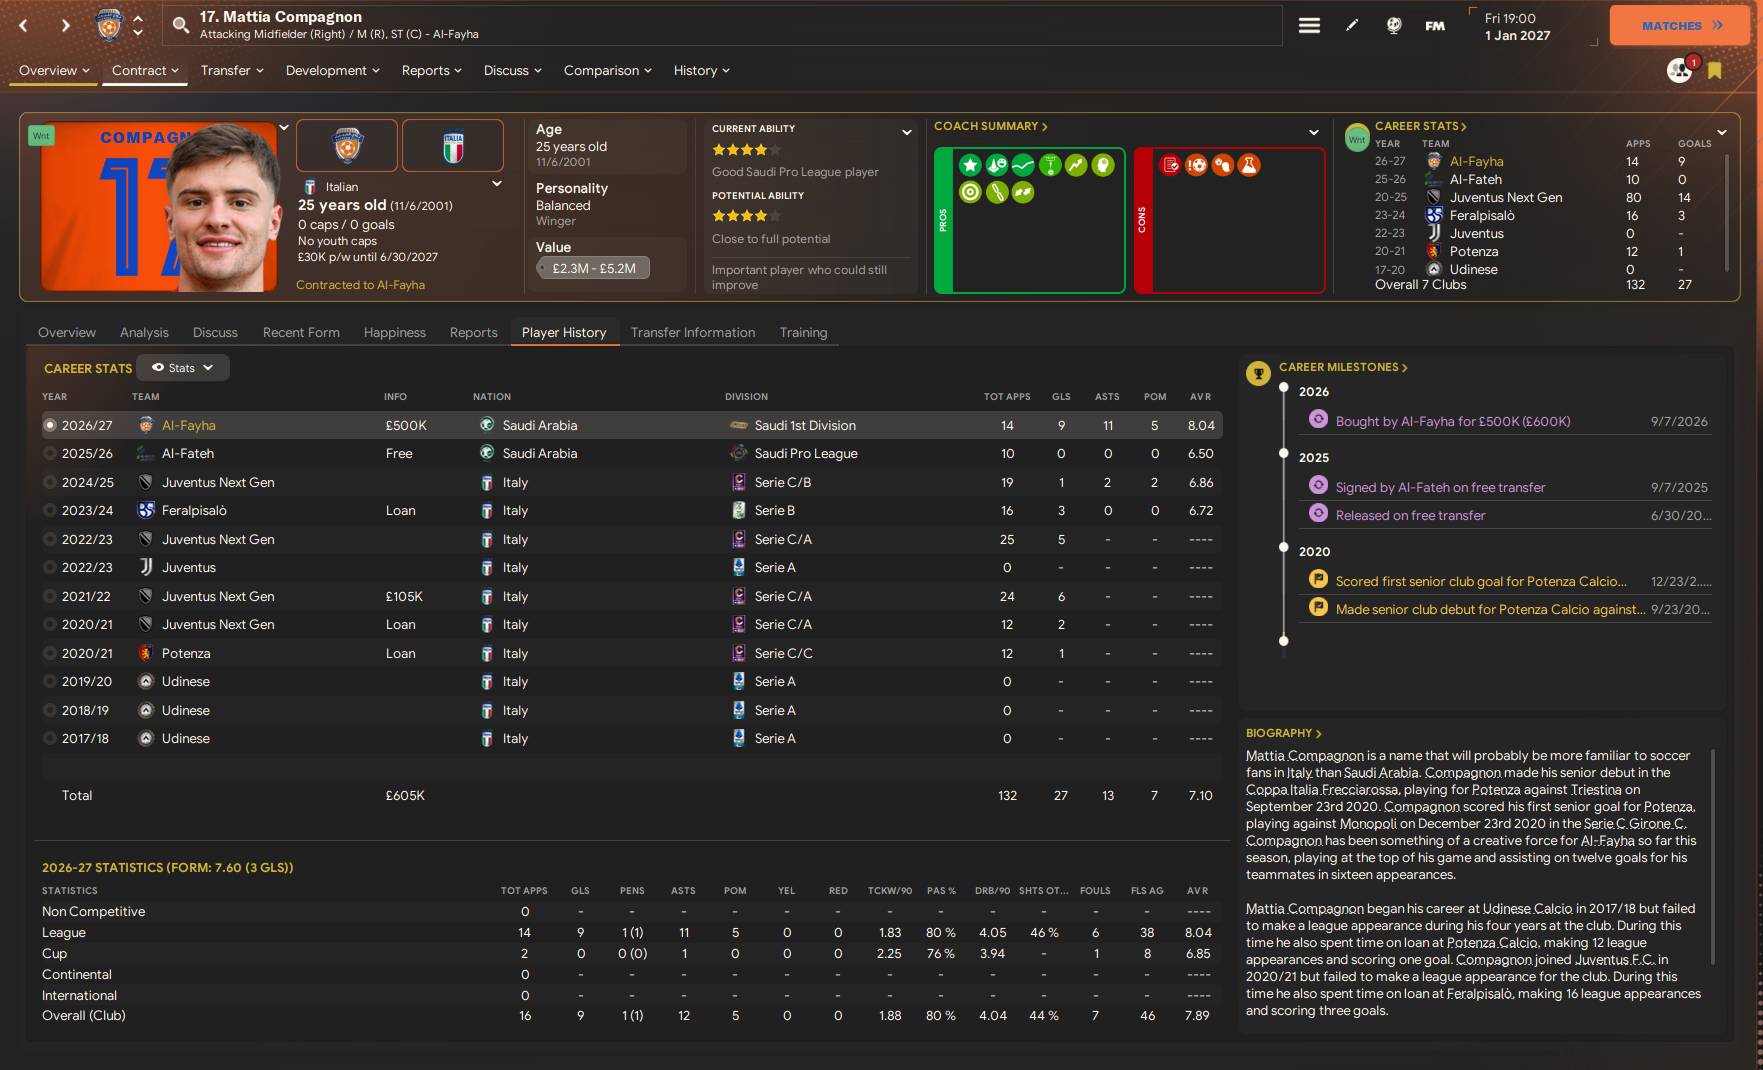 17. Mattia Compagnon
Attacking Midfielder (Right) / M (R), ST (C) - Al-Fayha
FM
Fri 19:00
1 Jan 2027
MATCHES
Overview
Contract
Transfer
Development
Reports
Discuss
Comparison
History
1
Wnt
COMPAGN
17
ITALIA
Italian
25 years old (11/6/2001)
0 caps / 0 goals
No youth caps
£30K p/w until 6/30/2027
Contracted to Al-Fayha
Age
25 years old
11/6/2001
Personality
Balanced
Winger
Value
£2.3M - £5.2M
CURRENT ABILITY
Good Saudi Pro League player
POTENTIAL ABILITY
Close to full potential
Important player who could still
improve
COACH SUMMARY
PROS
CONS
Wnt
CAREER STATS
YEAR TEAM APPS GOALS
26-27 Al-Fayha 14 9
25-26 Al-Fateh 10 0
20-25 Juventus Next Gen 80 14
23-24 Feralpisalò 16 3
22-23 Juventus 0 -
20-21 Potenza 12 1
17-20 Udinese 0 -
Overall 7 Clubs 132 27
Overview Analysis Discuss Recent Form Happiness Reports Player History Transfer Information Training
CAREER STATS Stats
YEAR TEAM INFO NATION DIVISION TOT APPS GLS ASTS POM AV R
2026/27 Al-Fayha £500K Saudi Arabia Saudi 1st Division 14 9 11 5 8.04
2025/26 Al-Fateh Free Saudi Arabia Saudi Pro League 10 0 0 0 6.50
2024/25 Juventus Next Gen Italy Serie C/B 19 1 2 2 6.86
2023/24 Feralpisalò Loan Italy Serie B 16 3 0 0 6.72
2022/23 Juventus Next Gen Italy Serie C/A 25 5 - - ----
2022/23 Juventus Italy Serie A 0 - - - ----
2021/22 Juventus Next Gen £105K Italy Serie C/A 24 6 - - ----
2020/21 Juventus Next Gen Loan Italy Serie C/A 12 2 - - ----
2020/21 Potenza Loan Italy Serie C/C 12 1 - - ----
2019/20 Udinese Italy Serie A 0 - - - ----
2018/19 Udinese Italy Serie A 0 - - - ----
2017/18 Udinese Italy Serie A 0 - - - ----
Total £605K 132 27 13 7 7.10
2026-27 STATISTICS (FORM: 7.60 (3 GLS))
STATISTICS TOT APPS GLS PENS ASTS POM YEL RED TCKW/90 PAS % DRB/90 SHTS OT... FOULS FLS AG AV R
Non Competitive 0 - - - - - - - - - - - - ----
League 14 9 1 (1) 11 5 0 0 1.83 80 % 4.05 46 % 6 38 8.04
Cup 2 0 0 (0) 1 0 0 0 2.25 76 % 3.94 - 1 8 6.85
Continental 0 - - - - - - - - - - - - ----
International 0 - - - - - - - - - - - - ----
Overall (Club) 16 9 1 (1) 12 5 0 0 1.88 80 % 4.04 44 % 7 46 7.89
CAREER MILESTONES
2026
Bought by Al-Fayha for £500K (£600K) 9/7/2026
2025
Signed by Al-Fateh on free transfer 9/7/2025
Released on free transfer 6/30/20...
2020
Scored first senior club goal for Potenza Calcio... 12/23/2.....
Made senior club debut for Potenza Calcio against... 9/23/20...
BIOGRAPHY
Mattia Compagnon is a name that will probably be more familiar to soccer
fans in Italy than Saudi Arabia. Compagnon made his senior debut in the
Coppa Italia Frecciarossa, playing for Potenza against Triestina on
September 23rd 2020. Compagnon scored his first senior goal for Potenza,
playing against Monopoli on December 23rd 2020 in the Serie C Girone C.
Compagnon has been something of a creative force for Al-Fayha so far this
season, playing at the top of his game and assisting on twelve goals for his
teammates in sixteen appearances.
Mattia Compagnon began his career at Udinese Calcio in 2017/18 but failed
to make a league appearance during his four years at the club. During this
time he also spent time on loan at Potenza Calcio, making 12 league
appearances and scoring one goal. Compagnon joined Juventus F.C. in
2020/21 but failed to make a league appearance for the club. During this
time he also spent time on loan at Feralpisalò, making 16 league appearances
and scoring three goals.